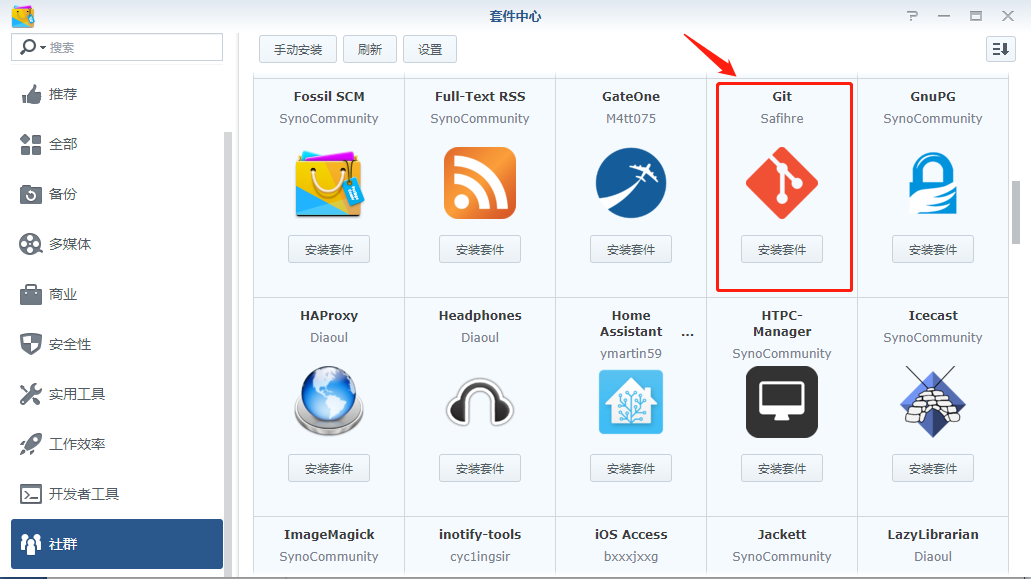 套件中心
搜索
手动安装
刷新
设置
推荐
全部
备份
多媒体
商业
安全性
实用工具
工作效率
开发者工具
社群
Fossil SCM
SynoCommunity
安装套件
Full-Text RSS
SynoCommunity
安装套件
GateOne
M4tt075
安装套件
Git
Safihre
安装套件
GnuPG
SynoCommunity
安装套件
HAProxy
Diaoul
安装套件
Headphones
Diaoul
安装套件
Home
Assistant ...
ymartin59
安装套件
HTPC-
Manager
SynoCommunity
安装套件
Icecast
SynoCommunity
安装套件
ImageMagick
SynoCommunity
inotify-tools
cyc1ingsir
iOS Access
bxxxjxxg
Jackett
SynoCommunity
LazyLibrarian
Diaoul